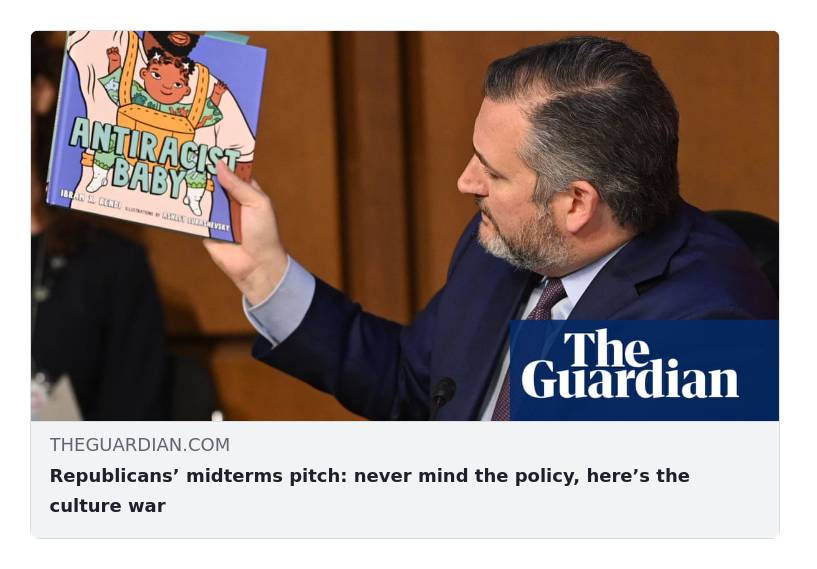 ANTIRACIST
BABY
IBRAM X. KENDI ILLUSTRATIONS BY ASHLEY LUKASHEVSKY
The
Guardian
THEGUARDIAN.COM
Republicans’ midterms pitch: never mind the policy, here’s the
culture war